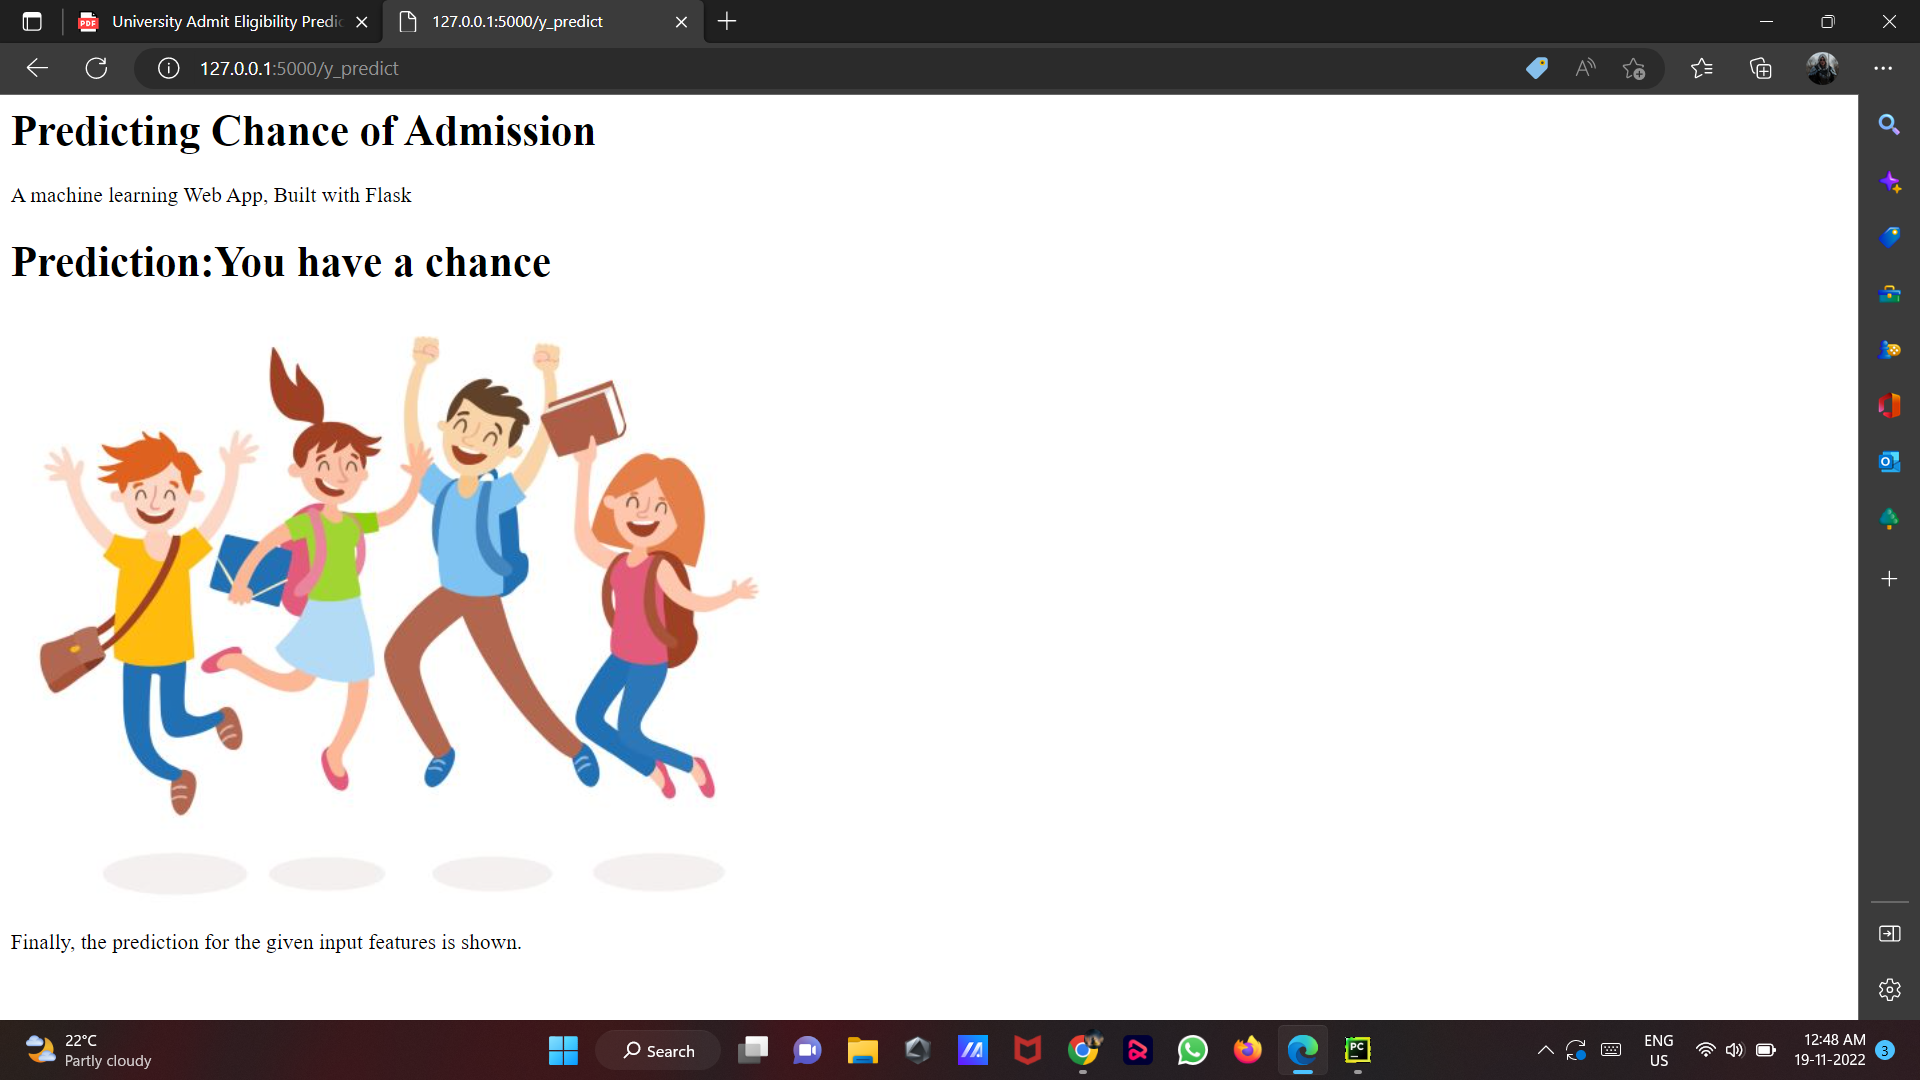 University Admit Eligibility Predic
127.0.0.1:5000/y_predict
127.0.0.1:5000/y_predict
Predicting Chance of Admission
A machine learning Web App, Built with Flask
Prediction:You have a chance
Finally, the prediction for the given input features is shown.
22°C
Partly cloudy
Search
ENG
US
12:48 AM
19-11-2022
3